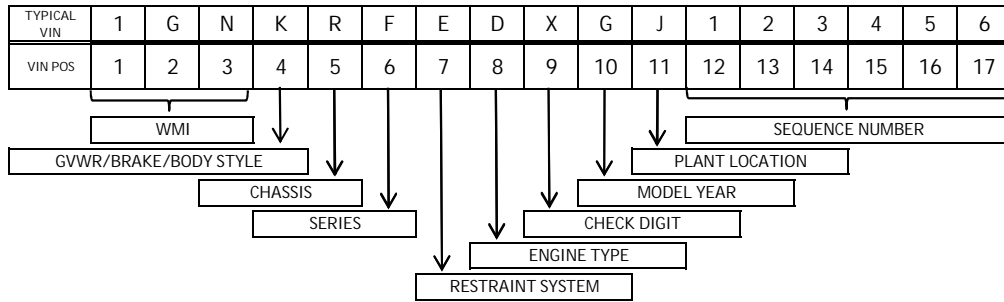 TYPICAL VIN 1 G N K R F E D X G J 1 2 3 4 5 6
VIN POS 1 2 3 4 5 6 7 8 9 10 11 12 13 14 15 16 17
WMI SEQUENCE NUMBER
GVWR/BRAKE/BODY STYLE PLANT LOCATION
CHASSIS MODEL YEAR
SERIES CHECK DIGIT
ENGINE TYPE
RESTRAINT SYSTEM